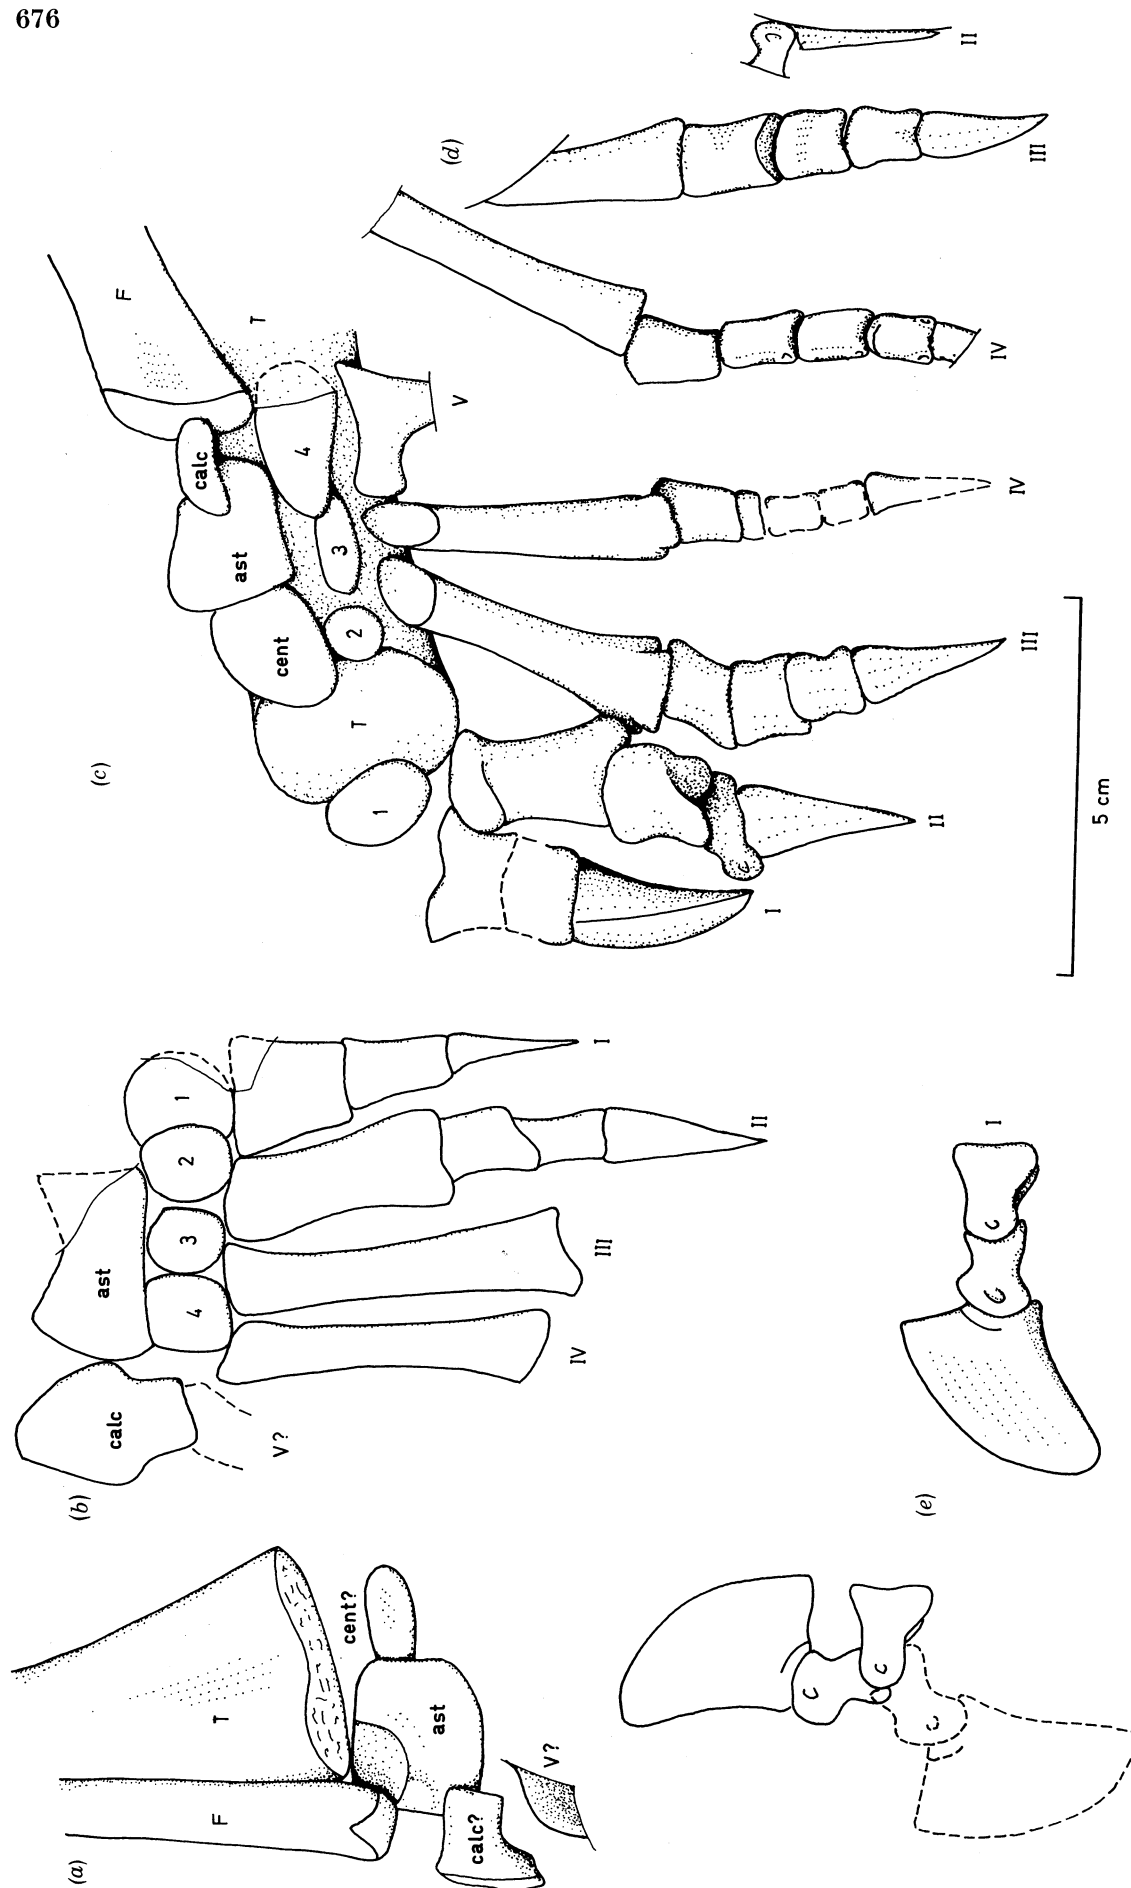 676
(a)
F
T
cent?
ast
calc?
V?
(b)
calc
ast
V?
4
3
2
1
IV
III
II
I
(c)
F
T
calc
ast
cent
4
3
2
T
1
V
I
II
III
IV
5 cm
(d)
C
II
III
IV
(e)
C
C
I
C
C
C